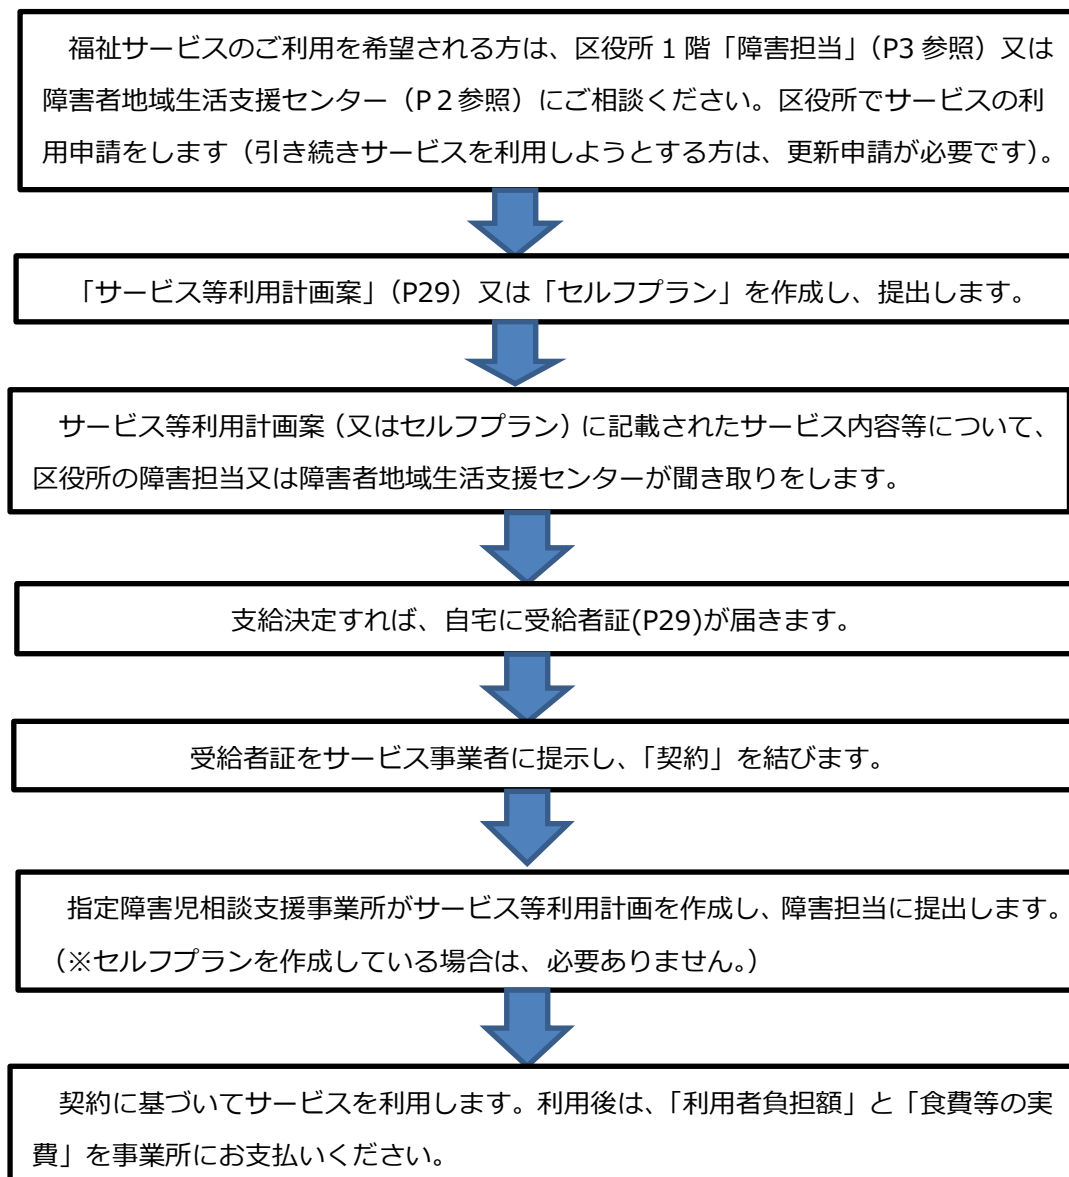 福祉サービスのご利用を希望される方は、区役所１階「障害担当」（P3 参照）又は
障害者地域生活支援センター（P２参照）にご相談ください。区役所でサービスの利
用申請をします（引き続きサービスを利用しようとする方は、更新申請が必要です）。
「サービス等利用計画案」（P29）又は「セルフプラン」を作成し、提出します。
サービス等利用計画案（又はセルフプラン）に記載されたサービス内容等について、
区役所の障害担当又は障害者地域生活支援センターが聞き取りをします。
支給決定すれば、自宅に受給者証(P29)が届きます。
受給者証をサービス事業者に提示し、「契約」を結びます。
指定障害児相談支援事業所がサービス等利用計画を作成し、障害担当に提出します。
（※セルフプランを作成している場合は、必要ありません。）
契約に基づいてサービスを利用します。利用後は、「利用者負担額」と「食費等の実
費」を事業所にお支払いください。